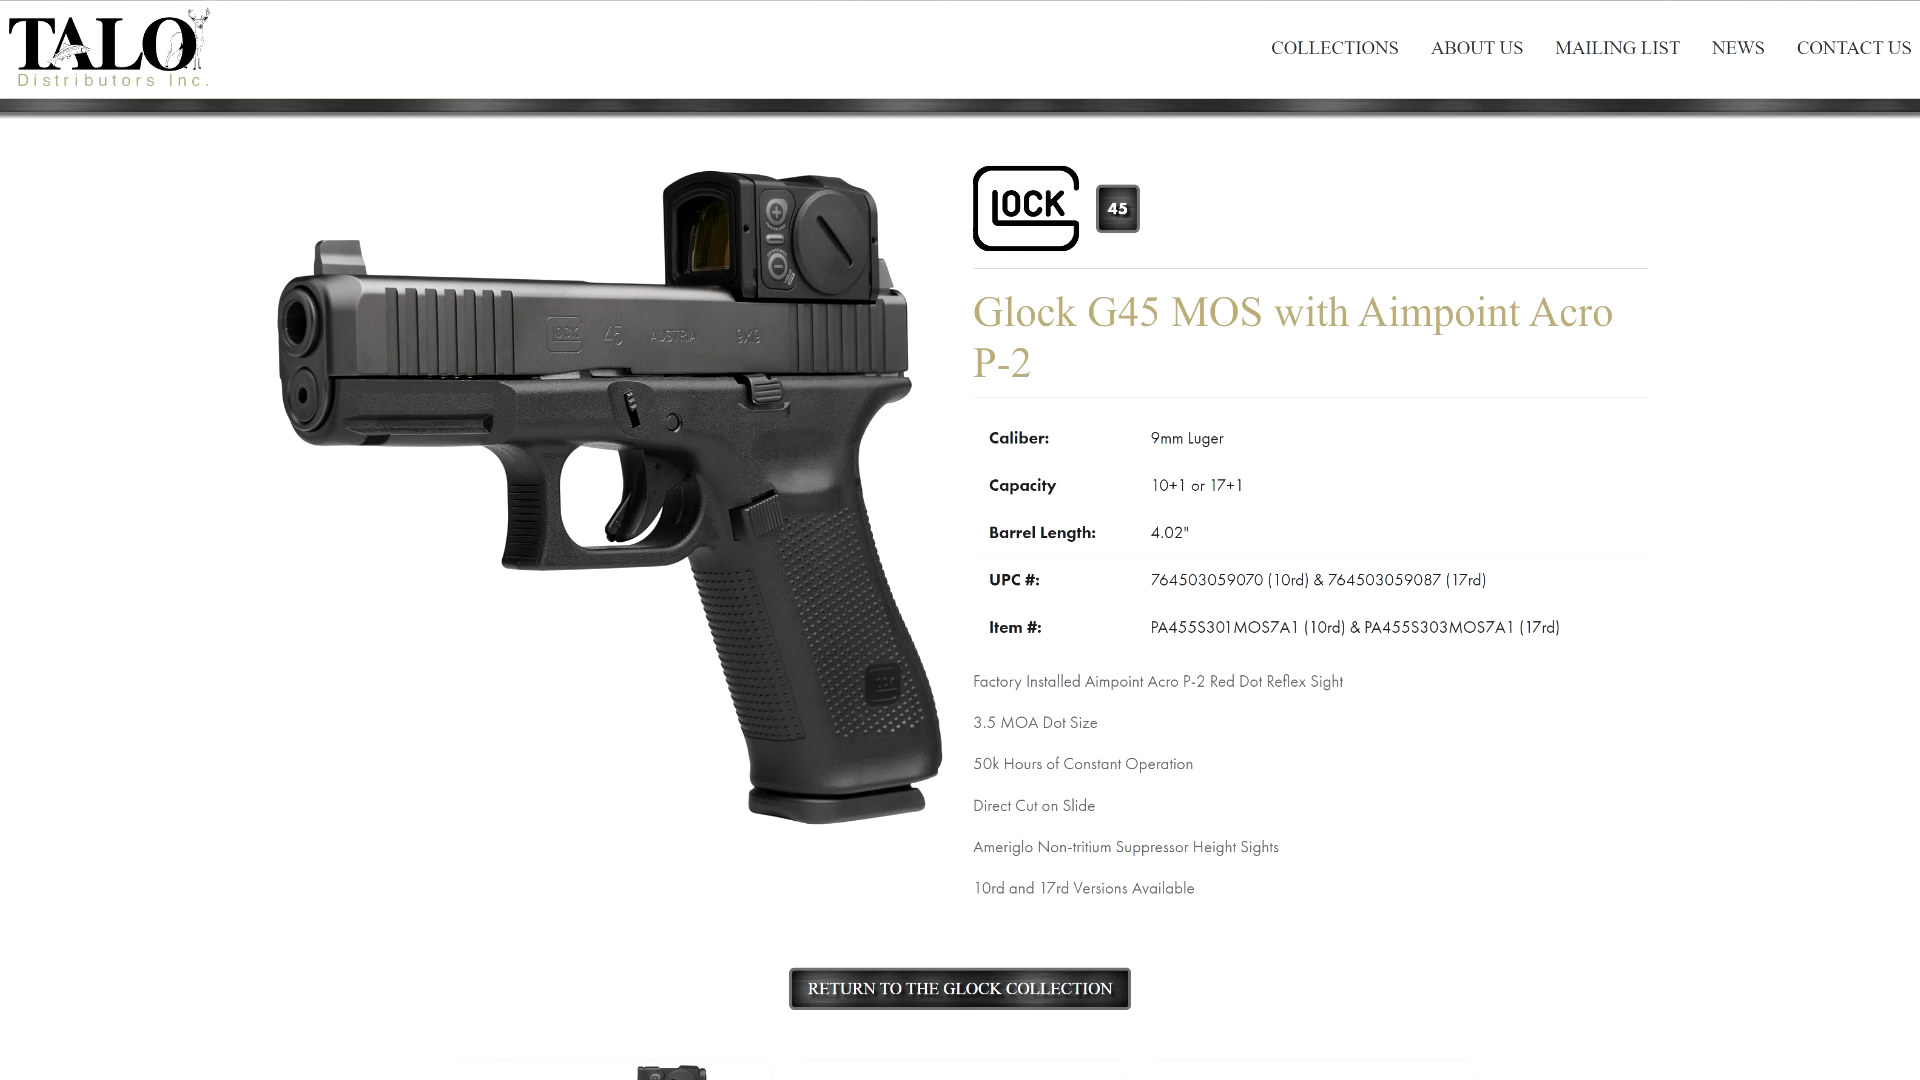 TALO
Distributors Inc.
COLLECTIONS ABOUT US MAILING LIST NEWS CONTACT US
GLOCK 45
Glock G45 MOS with Aimpoint Acro
P-2
GLOCK 45 AUSTRIA 9x19
Caliber: 9mm Luger
Capacity 10+1 or 17+1
Barrel Length: 4.02"
UPC #: 764503059070 (10rd) & 764503059087 (17rd)
Item #: PA455S301MOS7A1 (10rd) & PA455S303MOS7A1 (17rd)
Factory Installed Aimpoint Acro P-2 Red Dot Reflex Sight
3.5 MOA Dot Size
50k Hours of Constant Operation
Direct Cut on Slide
Ameriglo Non-tritium Suppressor Height Sights
10rd and 17rd Versions Available
RETURN TO THE GLOCK COLLECTION